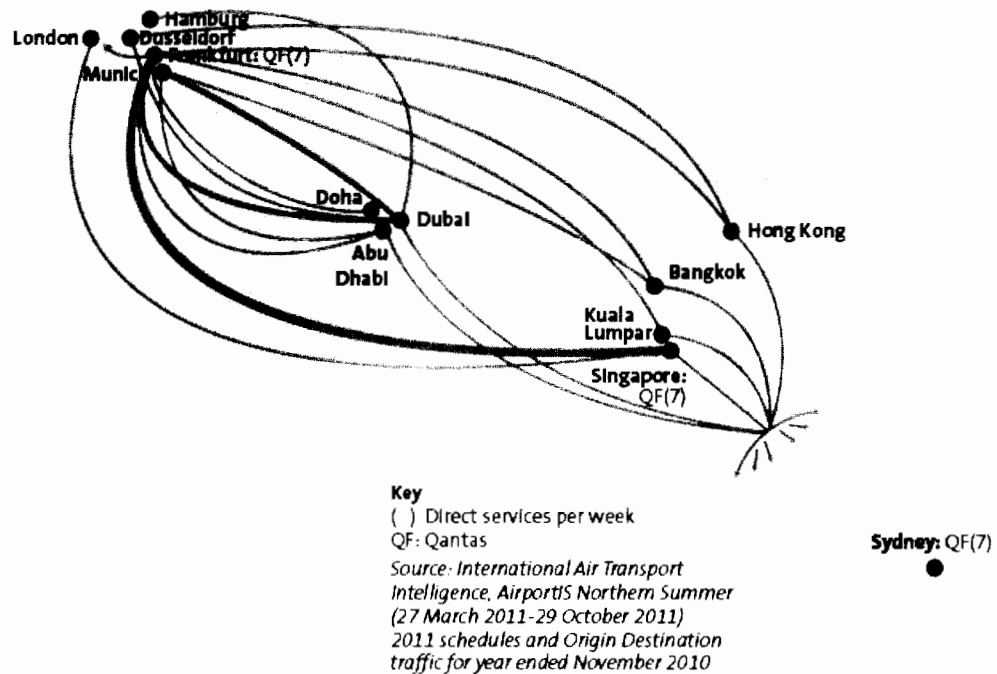 Hamburg
London
Dusseldorf
Frankfurt: QF(7)
Munic
Doha
Dubai
Abu
Dhabi
Hong Kong
Bangkok
Kuala
Lumpar
Singapore:
QF(7)
Key
( ) Direct services per week
QF: Qantas
Source: International Air Transport
Intelligence, AirportIS Northern Summer
(27 March 2011-29 October 2011)
2011 schedules and Origin Destination
traffic for year ended November 2010
Sydney: QF(7)